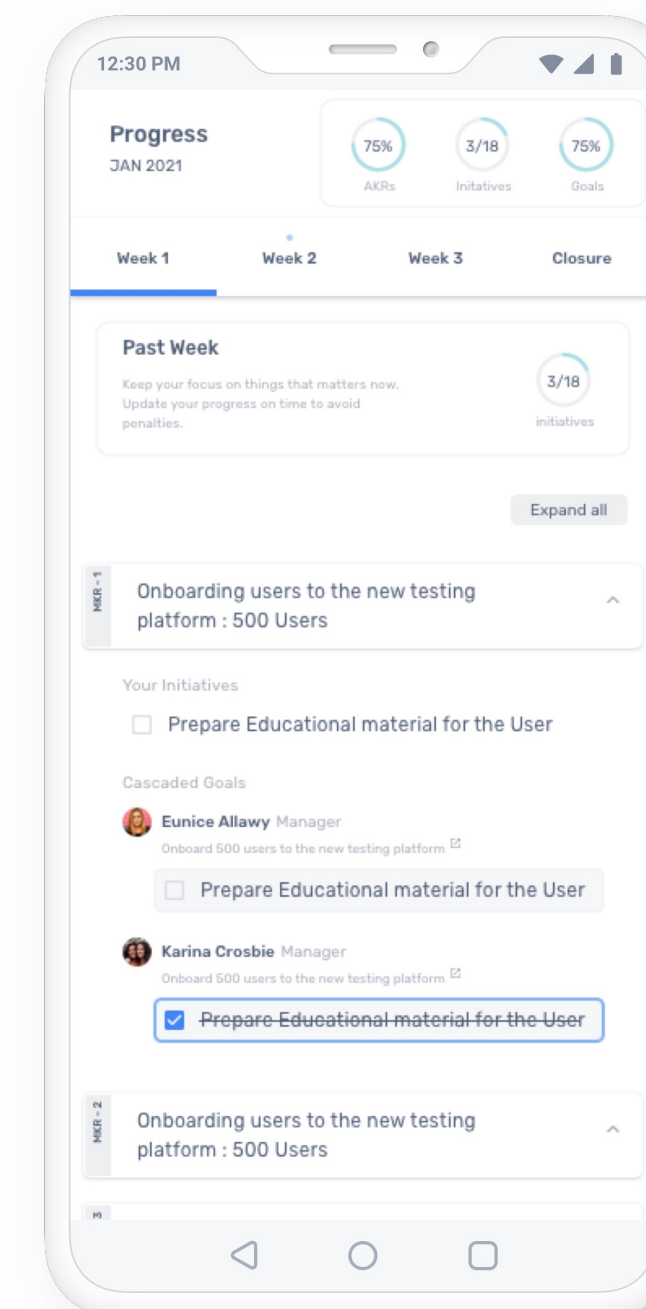 12:30 PM
Progress
JAN 2021
75%
3/18
75%
AKRs
Initatives
Goals
Week 1
Week 2
Week 3
Closure
Past Week
Keep your focus on things that matters now.
Update your progress on time to avoid
penalties.
3/18
initiatives
Expand all
MKR - 1
Onboarding users to the new testing
platform : 500 Users
Your Initiatives
Prepare Educational material for the User
Cascaded Goals
Eunice Allawy Manager
Onboard 500 users to the new testing platform
Prepare Educational material for the User
Karina Crosbie Manager
Onboard 500 users to the new testing platform
Prepare Educational material for the User
MKR - 2
Onboarding users to the new testing
platform : 500 Users
3